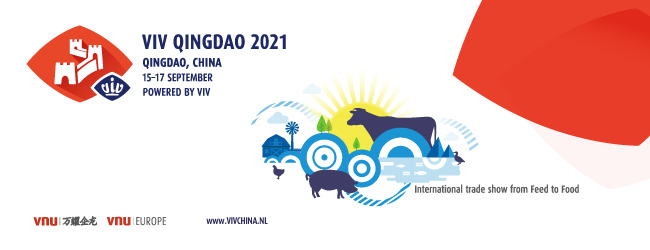 VIV QINGDAO 2021
QINGDAO, CHINA
15-17 SEPTEMBER
POWERED BY VIV
viv
International trade show from Feed to Food
vnu 万耀企龙 vnu EUROPE
www.VIVCHINA.NL